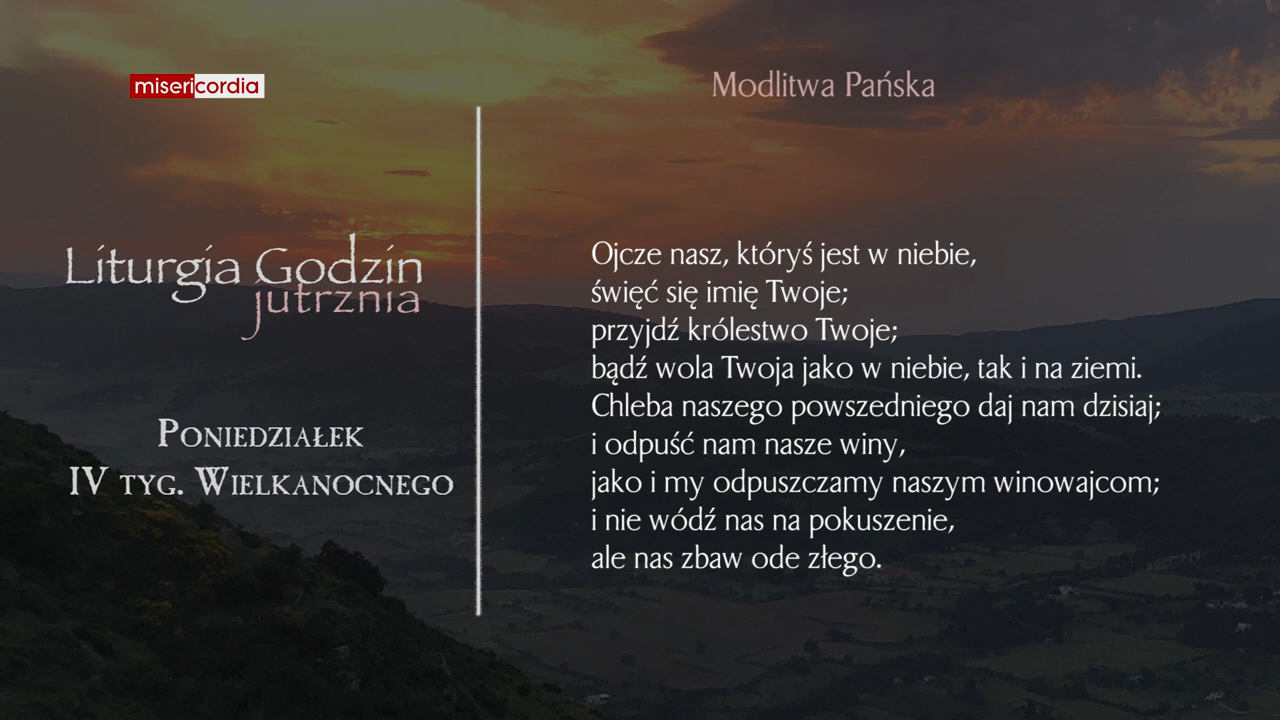 misericordia
Liturgia Godzin
jutrznia
Poniedziałek
IV tyg. Wielkanocnego
Modlitwa Pańska
Ojcze nasz, któryś jest w niebie,
święć się imię Twoje;
przyjdź królestwo Twoje;
bądź wola Twoja jako w niebie, tak i na ziemi.
Chleba naszego powszedniego daj nam dzisiaj;
i odpuść nam nasze winy,
jako i my odpuszczamy naszym winowajcom;
i nie wódź nas na pokuszenie,
ale nas zbaw ode złego.